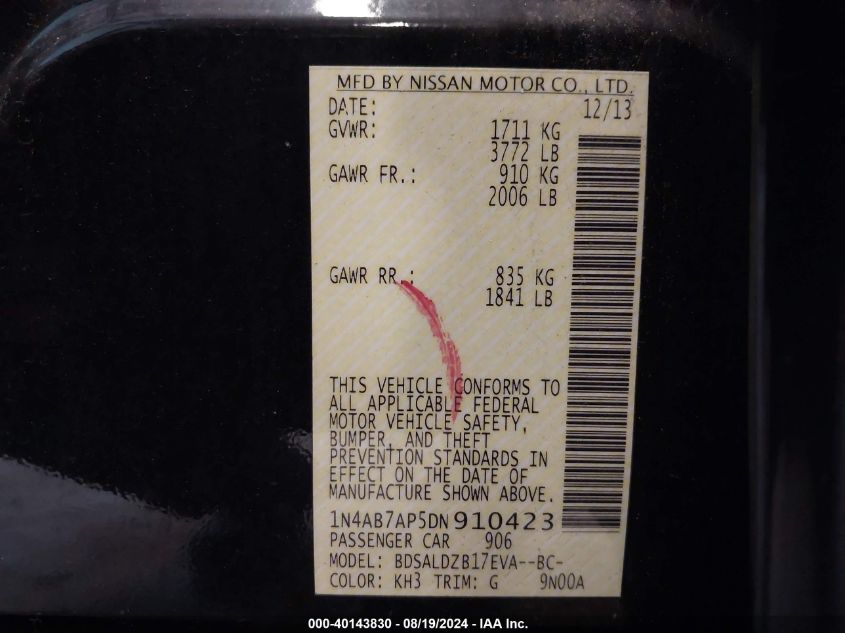 MFD BY NISSAN MOTOR CO., LTD.
DATE: 12/13
GVWR: 1711 KG
3772 LB
GAWR FR.: 910 KG
2006 LB
GAWR RR.: 835 KG
1841 LB
THIS VEHICLE CONFORMS TO
ALL APPLICABLE FEDERAL
MOTOR VEHICLE SAFETY,
BUMPER, AND THEFT
PREVENTION STANDARDS IN
EFFECT ON THE DATE OF
MANUFACTURE SHOWN ABOVE.
1N4AB7AP5DN910423
PASSENGER CAR 906
MODEL: BDSALDZB17EVA--BC-
COLOR: KH3 TRIM: G 9N00A
000-40143830 - 08/19/2024 - IAA Inc.